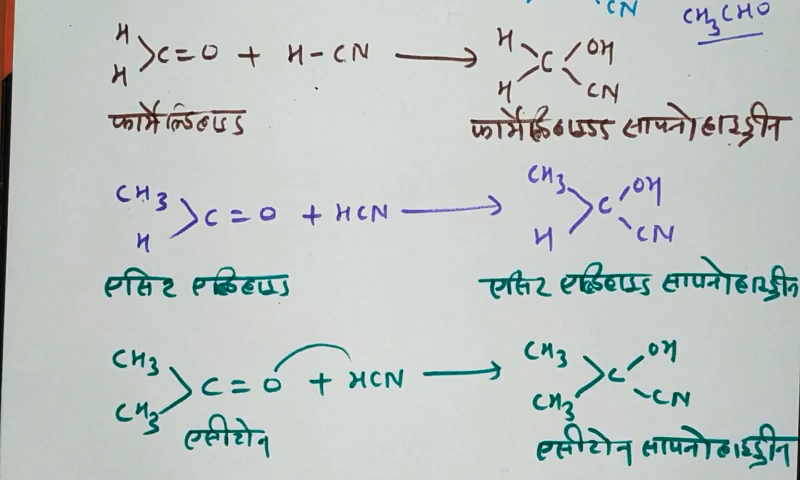 CN CH3CHO
H H >C=O + H-CN ⟶ H H >C< OH CN
फार्मेल्डिहाइड फार्मेल्डिहाइड सायनोहाइड्रीन
CH3 H >C=O + HCN ⟶ CH3 H >C< OH CN
एसिट एल्डिहाइड एसिट एल्डिहाइड सायनोहाइड्रीन
CH3 CH3 >C=O + HCN ⟶ CH3 CH3 >C< OH CN
एसीटोन एसीटोन सायनोहाइड्रीन